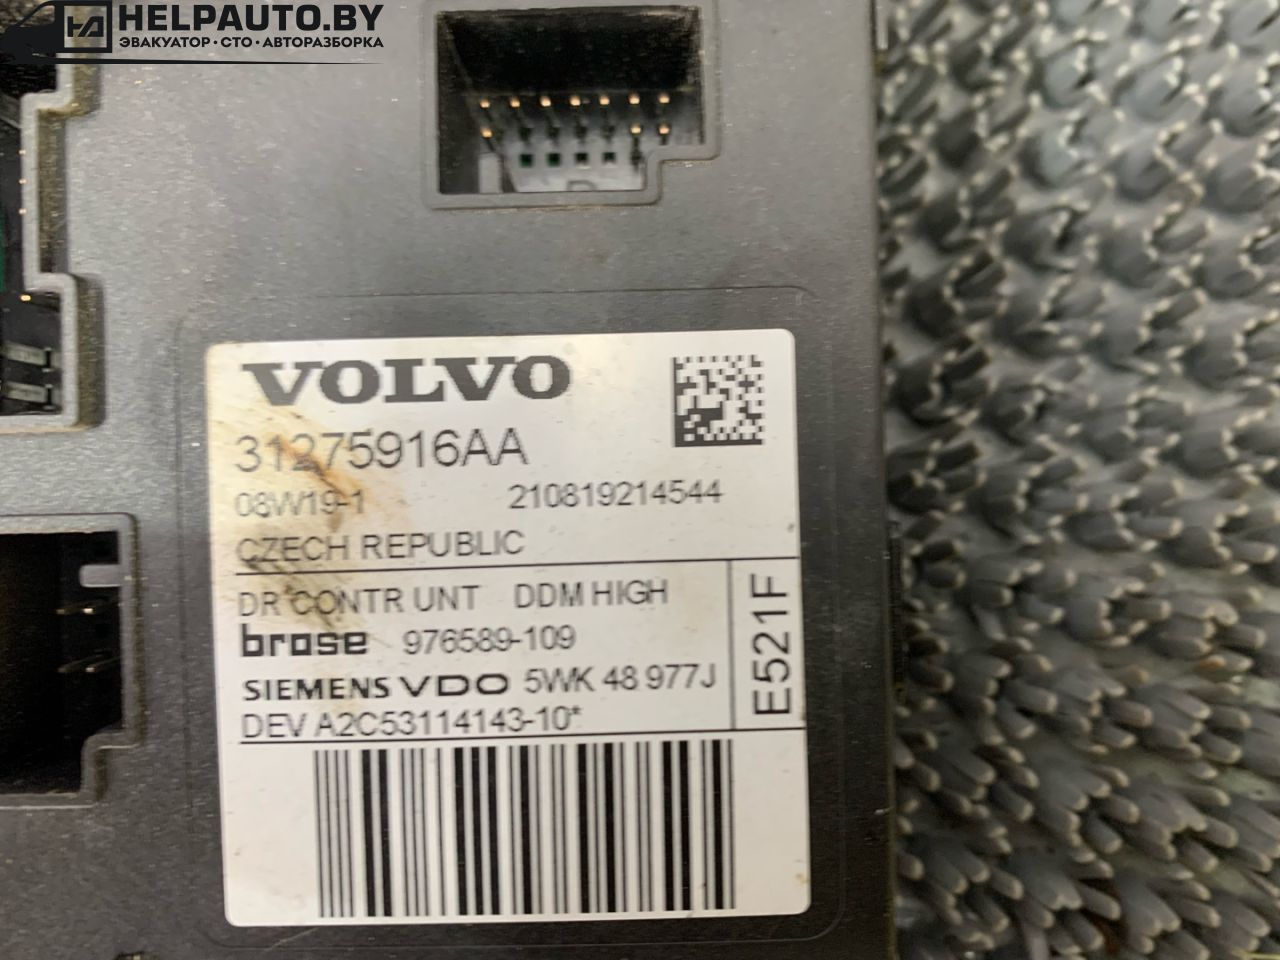 HELPAUTO.BY
ЭВАКУАТОР · СТО · АВТОРАЗБОРКА
VOLVO
31275916AA
08W19-1 210819214544
CZECH REPUBLIC
DR CONTR UNT DDM HIGH
brose 976589-109
SIEMENS VDO 5WK 48 977J
DEV A2C53114143-10*
E521F